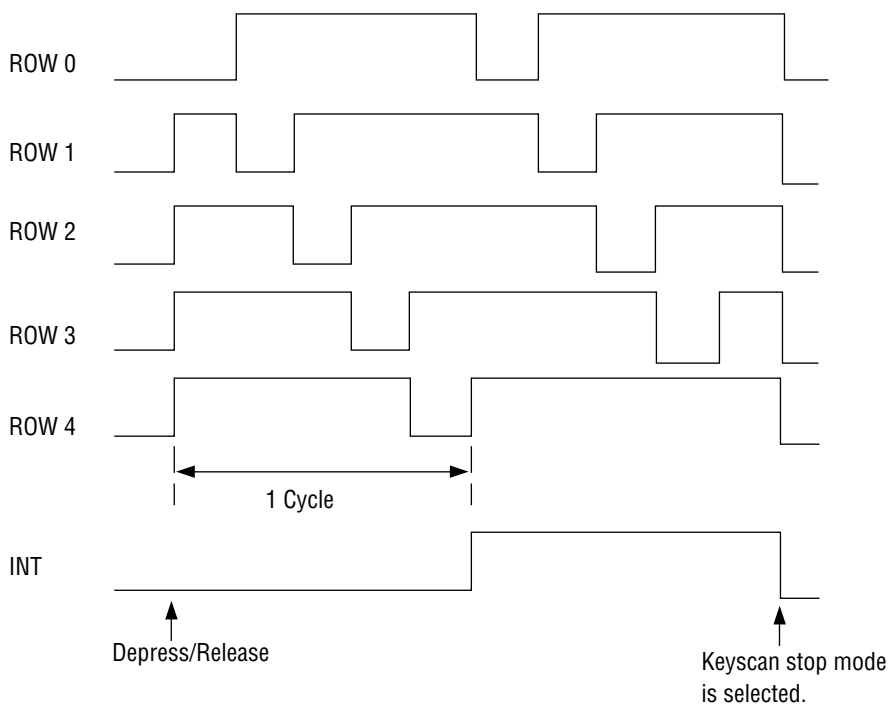 ROW 0
ROW 1
ROW 2
ROW 3
ROW 4
1 Cycle
INT
Depress/Release
Keyscan stop mode
is selected.